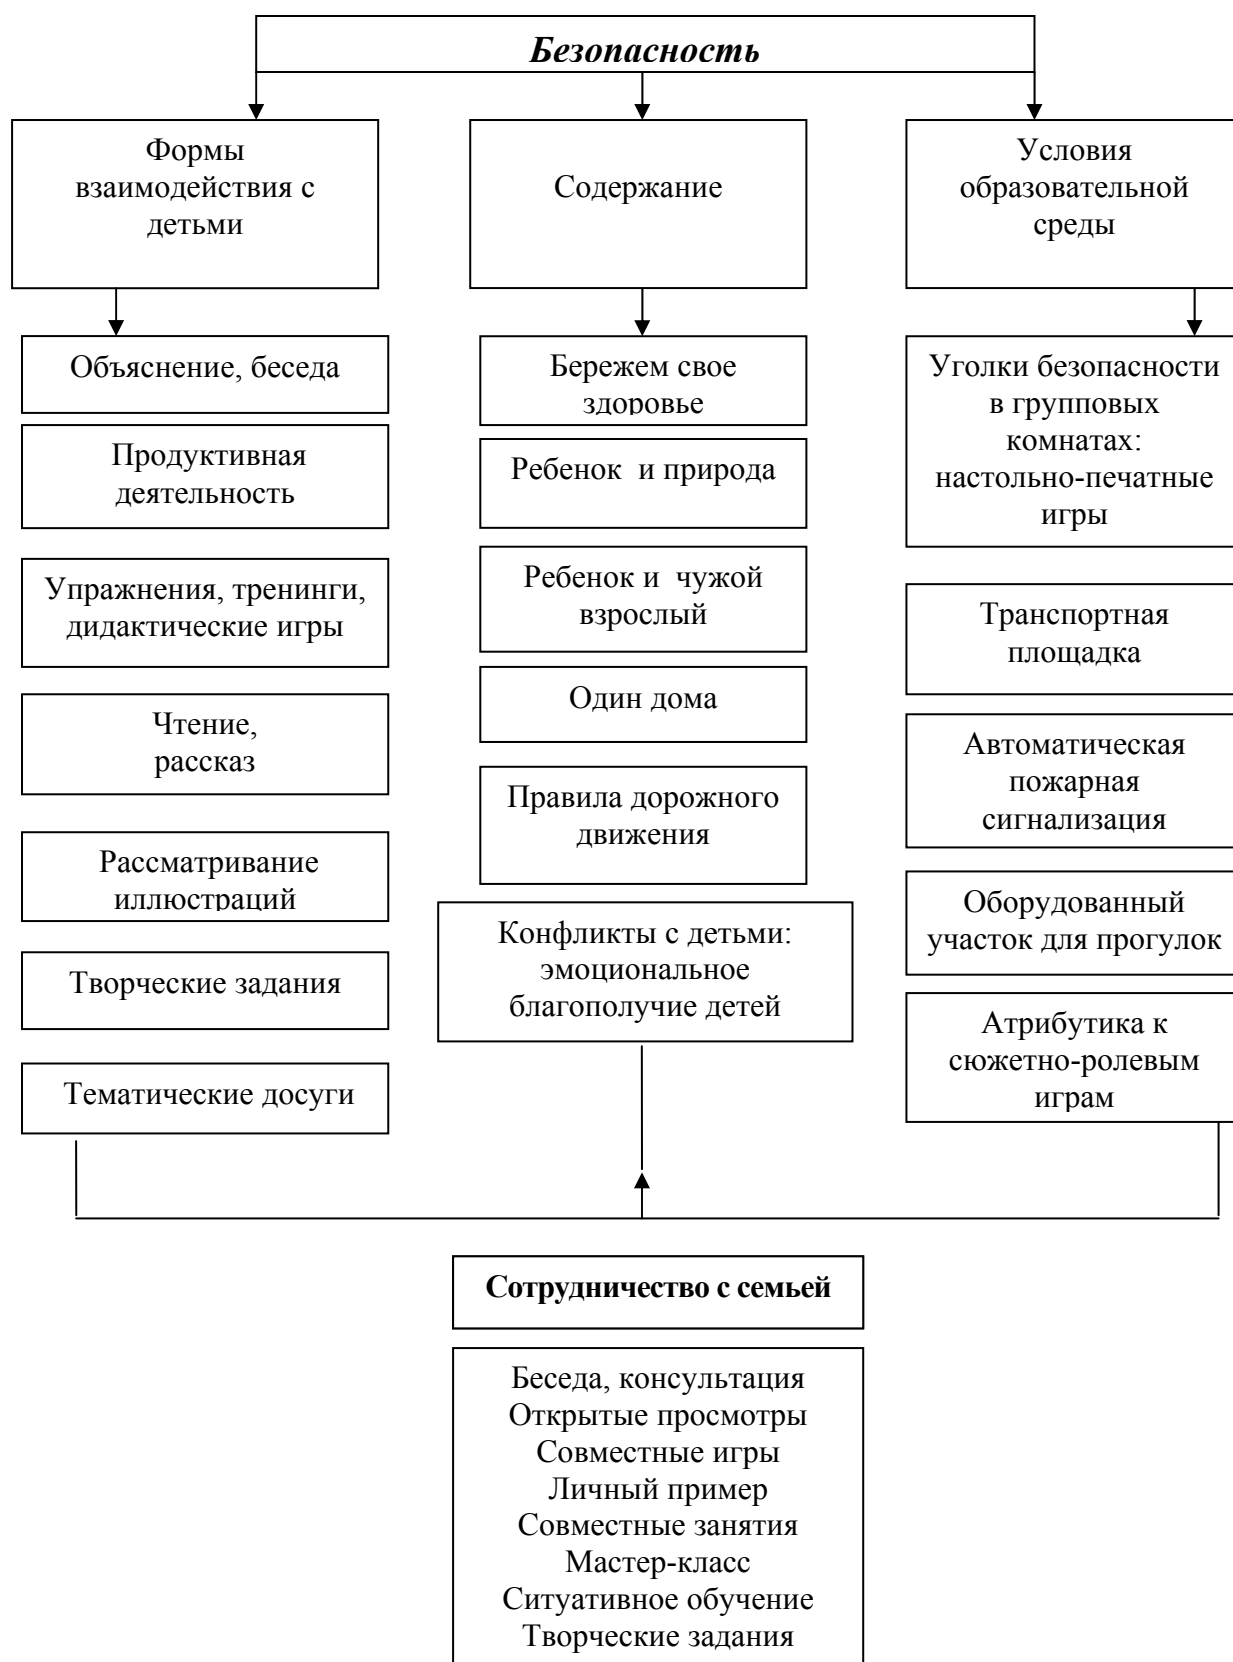 Безопасность
Формы
взаимодействия с
детьми
Содержание
Условия
образовательной
среды
Объяснение, беседа
Продуктивная
деятельность
Упражнения, тренинги,
дидактические игры
Чтение,
рассказ
Рассматривание
иллюстраций
Творческие задания
Тематические досуги
Бережем свое
здоровье
Ребенок и природа
Ребенок и чужой
взрослый
Один дома
Правила дорожного
движения
Конфликты с детьми:
эмоциональное
благополучие детей
Уголки безопасности
в групповых
комнатах:
настольно-печатные
игры
Транспортная
площадка
Автоматическая
пожарная
сигнализация
Оборудованный
участок для прогулок
Атрибутика к
сюжетно-ролевым
играм
Сотрудничество с семьей
Беседа, консультация
Открытые просмотры
Совместные игры
Личный пример
Совместные занятия
Мастер-класс
Ситуативное обучение
Творческие задания